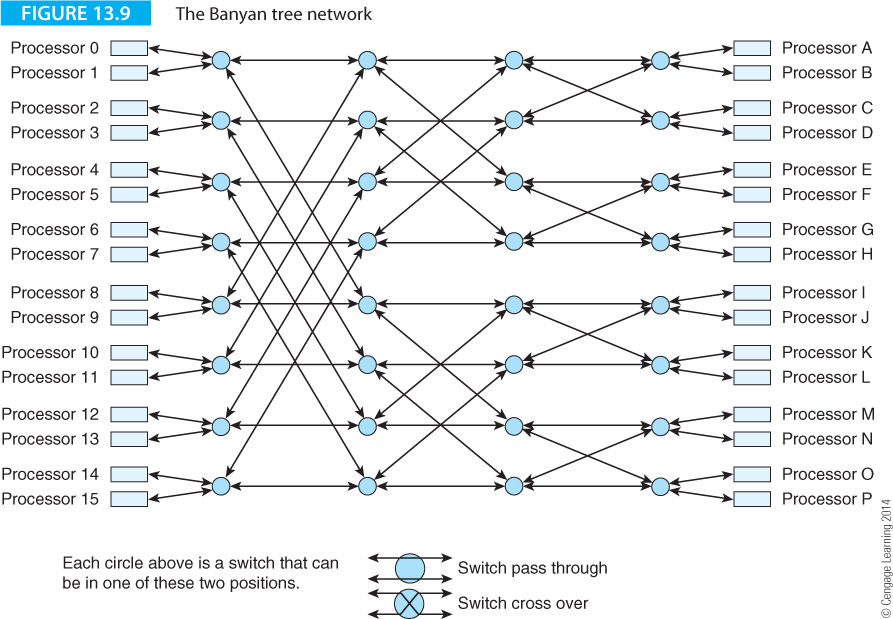 FIGURE 13.9 The Banyan tree network
Processor 0 Processor A
Processor 1 Processor B
Processor 2 Processor C
Processor 3 Processor D
Processor 4 Processor E
Processor 5 Processor F
Processor 6 Processor G
Processor 7 Processor H
Processor 8 Processor I
Processor 9 Processor J
Processor 10 Processor K
Processor 11 Processor L
Processor 12 Processor M
Processor 13 Processor N
Processor 14 Processor O
Processor 15 Processor P
Each circle above is a switch that can
be in one of these two positions.
Switch pass through
Switch cross over
© Cengage Learning 2014